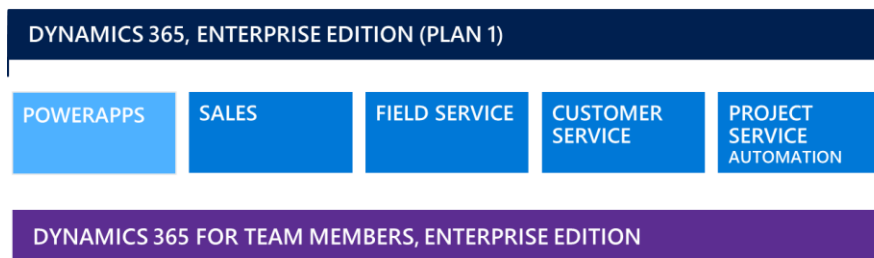 DYNAMICS 365, ENTERPRISE EDITION (PLAN 1)
POWERAPPS
SALES
FIELD SERVICE
CUSTOMER
SERVICE
PROJECT
SERVICE
AUTOMATION
DYNAMICS 365 FOR TEAM MEMBERS, ENTERPRISE EDITION